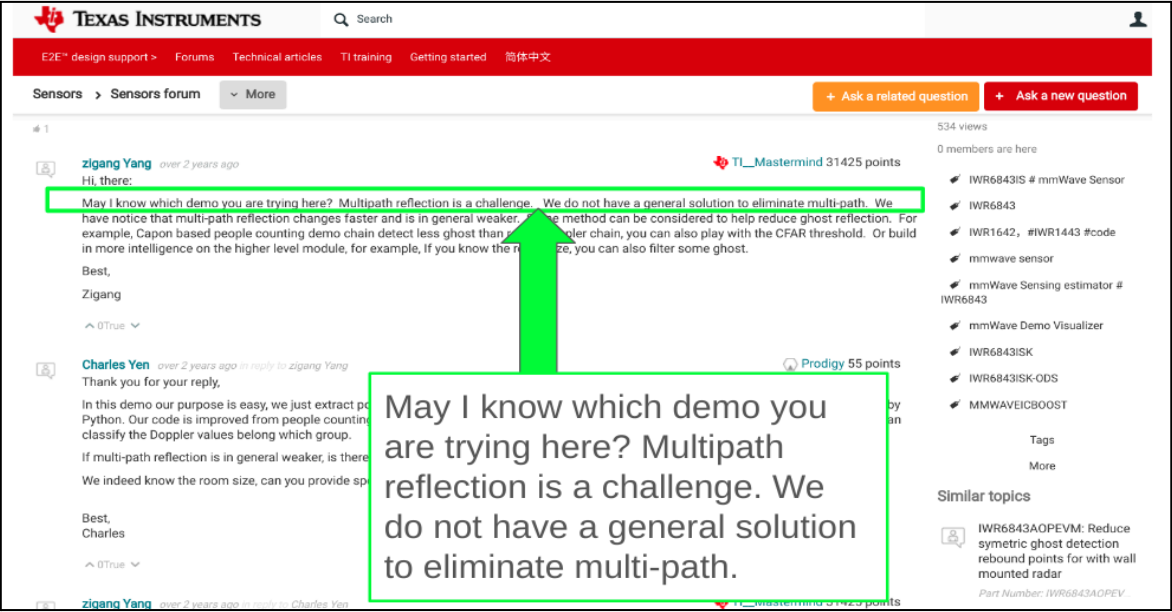 TEXAS INSTRUMENTS
Search
E2E™ design support > Forums Technical articles TI training Getting started 简体中文
Sensors > Sensors forum More
+ Ask a related question + Ask a new question
1
534 views
0 members are here
zigang Yang over 2 years ago TI__Mastermind 31425 points
Hi, there:
May I know which demo you are trying here? Multipath reflection is a challenge. We do not have a general solution to eliminate multi-path. We
have notice that multi-path reflection changes faster and is in general weaker. method can be considered to help reduce ghost reflection. For
example, Capon based people counting demo chain detect less ghost than chain, you can also play with the CFAR threshold. Or build
in more intelligence on the higher level module, for example, If you know the you can also filter some ghost.
Best,
Zigang
0 True
Charles Yen over 2 years ago in reply to zigang Yang Prodigy 55 points
Thank you for your reply,
In this demo our purpose is easy, we just extract by
Python. Our code is improved from people counting an
classify the Doppler values belong which group.
If multi-path reflection is in general weaker, is there
We indeed know the room size, can you provide
Best,
Charles
0 True
zigang Yang over 2 years ago in reply to Charles Yen TI__Mastermind 31425 points
May I know which demo you
are trying here? Multipath
reflection is a challenge. We
do not have a general solution
to eliminate multi-path.
IWR6843IS # mmWave Sensor
IWR6843
IWR1642，#IWR1443 #code
mmwave sensor
mmWave Sensing estimator #
IWR6843
mmWave Demo Visualizer
IWR6843ISK
IWR6843ISK-ODS
MMWAVEICBOOST
Tags
More
Similar topics
IWR6843AOPEVM: Reduce
symetric ghost detection
rebound points for with wall
mounted radar
Part Number: IWR6843AOPEV...